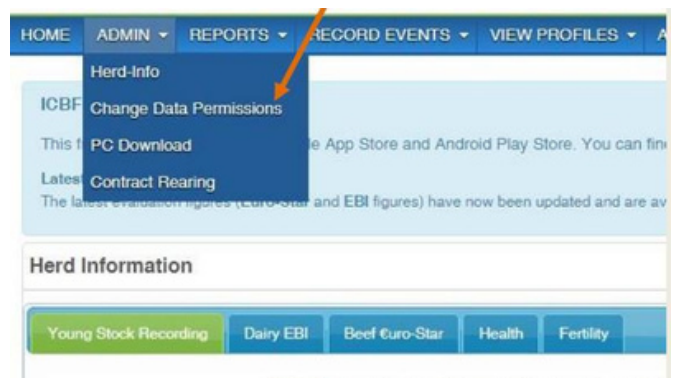 HOME ADMIN REPORTS RECORD EVENTS VIEW PROFILES A
Herd-Info
ICBF Change Data Permissions
This f PC Download le App Store and Android Play Store. You can fin
Latest Contract Rearing
The latest evaluation figures (Euro-Star and EBI figures) have now been updated and are av
Herd Information
Young Stock Recording Dairy EBI Beef €uro-Star Health Fertility